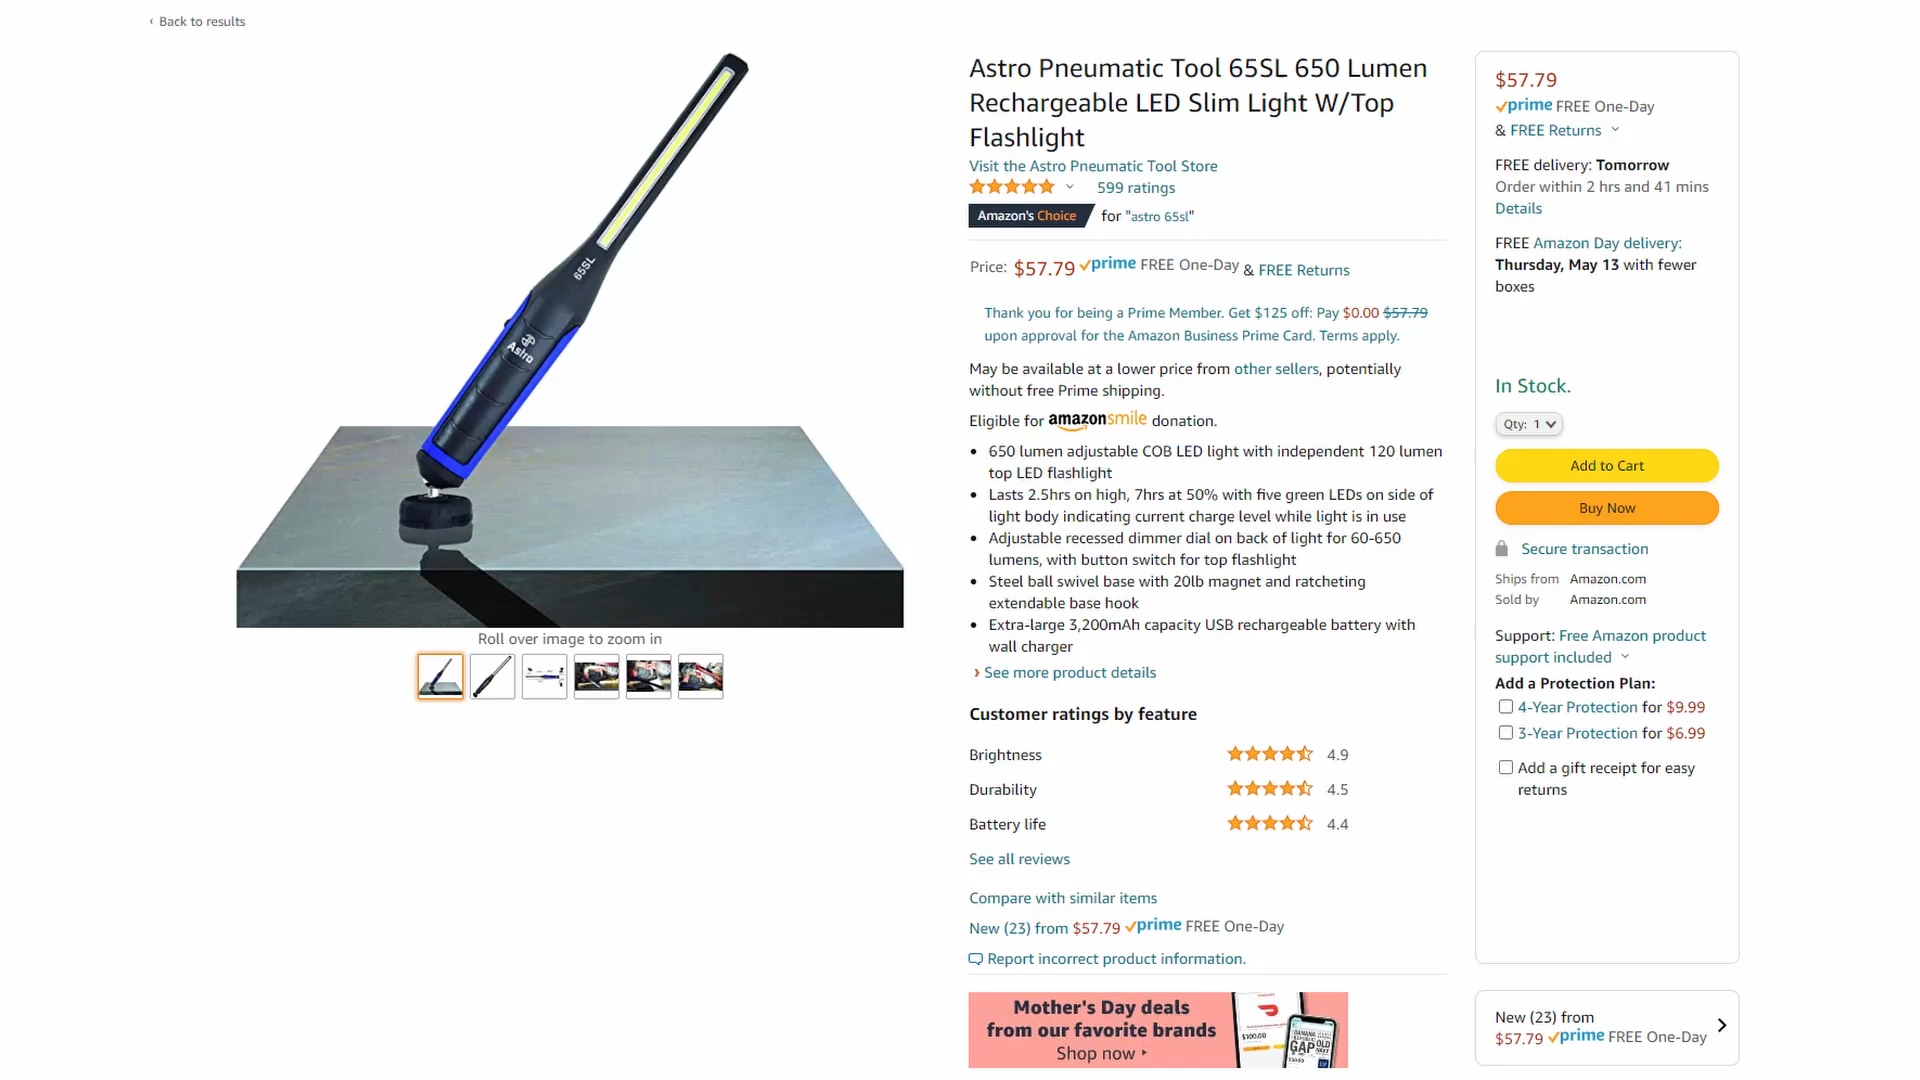 ‹ Back to results
65SL
Astro
Roll over image to zoom in
Astro Pneumatic Tool 65SL 650 Lumen
Rechargeable LED Slim Light W/Top
Flashlight
Visit the Astro Pneumatic Tool Store
599 ratings
Amazon's Choice for "astro 65sl"
Price: $57.79 prime FREE One-Day & FREE Returns
Thank you for being a Prime Member. Get $125 off: Pay $0.00 $57.79
upon approval for the Amazon Business Prime Card. Terms apply.
May be available at a lower price from other sellers, potentially
without free Prime shipping.
Eligible for amazonsmile donation.
• 650 lumen adjustable COB LED light with independent 120 lumen
top LED flashlight
• Lasts 2.5hrs on high, 7hrs at 50% with five green LEDs on side of
light body indicating current charge level while light is in use
• Adjustable recessed dimmer dial on back of light for 60-650
lumens, with button switch for top flashlight
• Steel ball swivel base with 20lb magnet and ratcheting
extendable base hook
• Extra-large 3,200mAh capacity USB rechargeable battery with
wall charger
› See more product details
Customer ratings by feature
Brightness 4.9
Durability 4.5
Battery life 4.4
See all reviews
Compare with similar items
New (23) from $57.79 prime FREE One-Day
Report incorrect product information.
Mother's Day deals
from our favorite brands
Shop now
$100.00
BANANA REPUBLIC
GAP OLD NAVY
$57.79
prime FREE One-Day
& FREE Returns
FREE delivery: Tomorrow
Order within 2 hrs and 41 mins
Details
FREE Amazon Day delivery:
Thursday, May 13 with fewer
boxes
In Stock.
Qty: 1
Add to Cart
Buy Now
Secure transaction
Ships from Amazon.com
Sold by Amazon.com
Support: Free Amazon product
support included
Add a Protection Plan:
4-Year Protection for $9.99
3-Year Protection for $6.99
Add a gift receipt for easy
returns
New (23) from
$57.79 prime FREE One-Day